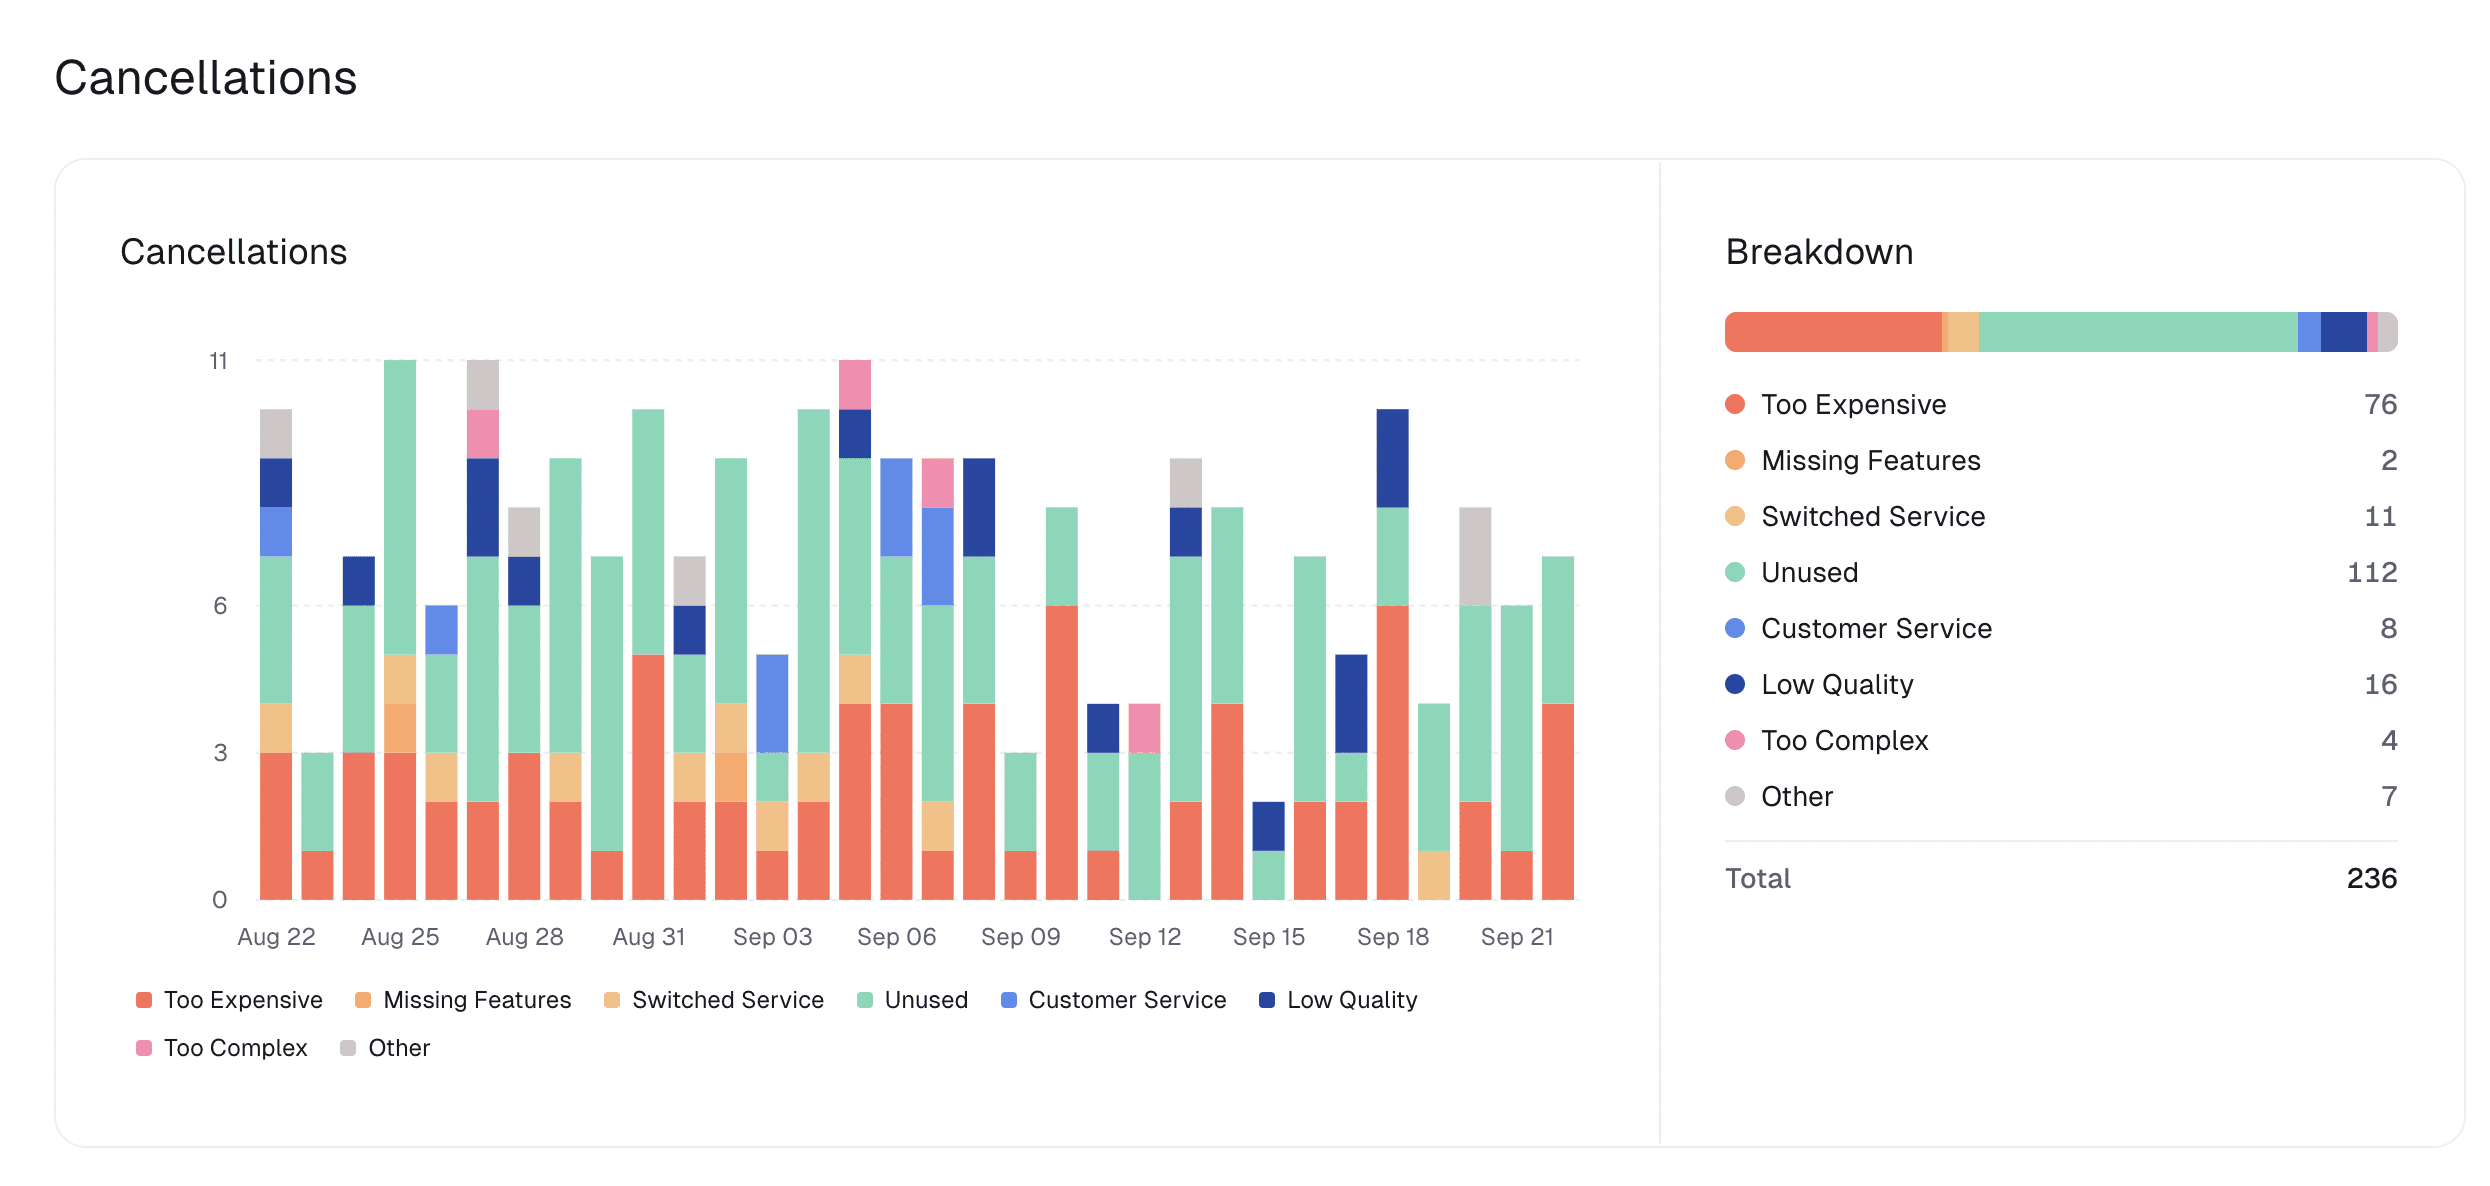 Cancellations
Cancellations
11
6
3
0
Aug 22 Aug 25 Aug 28 Aug 31 Sep 03 Sep 06 Sep 09 Sep 12 Sep 15 Sep 18 Sep 21
Too Expensive Missing Features Switched Service Unused Customer Service Low Quality
Too Complex Other
Breakdown
Too Expensive 76
Missing Features 2
Switched Service 11
Unused 112
Customer Service 8
Low Quality 16
Too Complex 4
Other 7
Total 236